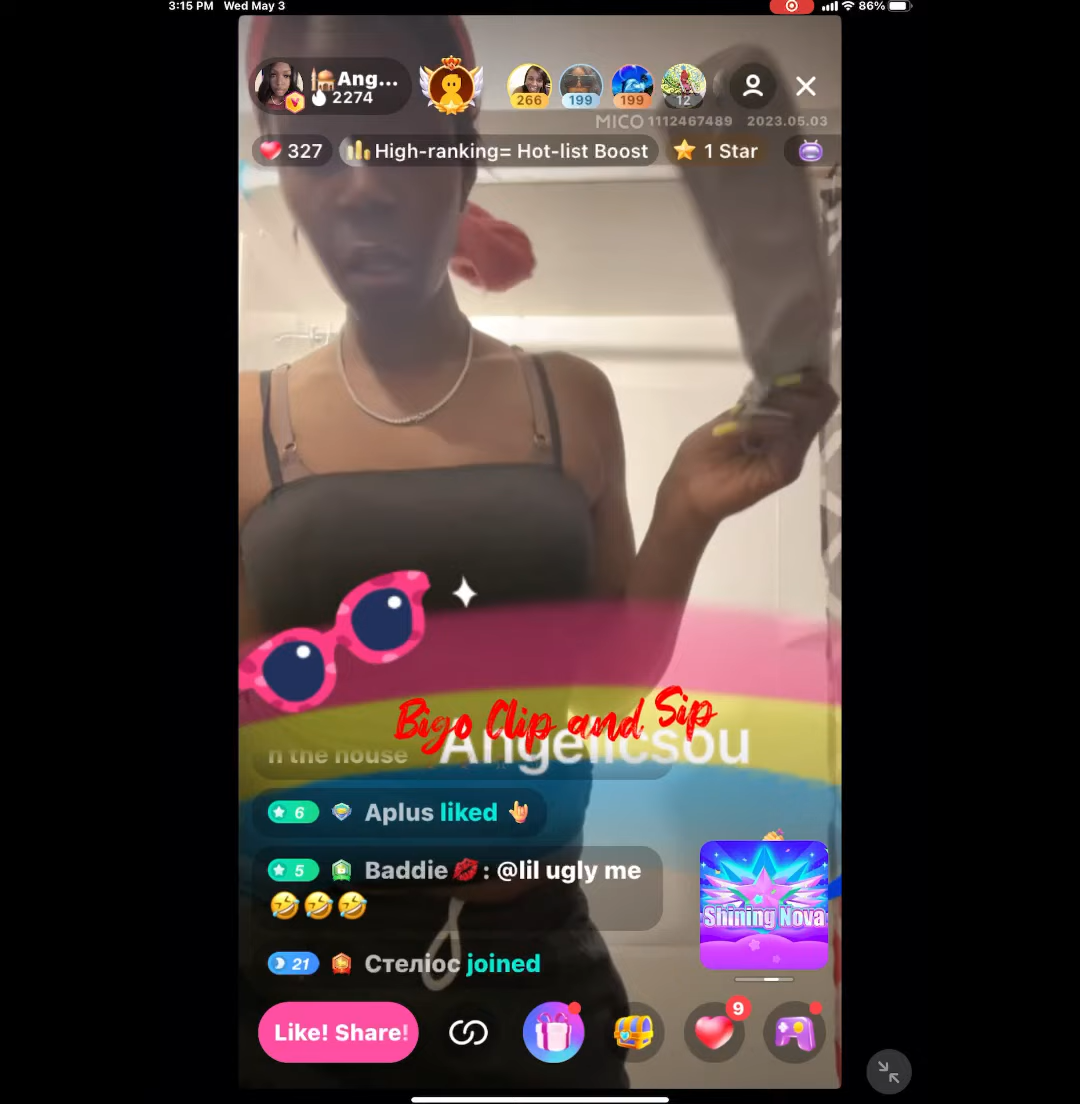 3:15 PM Wed May 3
86%
Ang...
2274
266
199
199
12
MICO 1112467489 2023.05.03
327
High-ranking= Hot-list Boost
1 Star
Bigo Clip and Sip
Angelicsou
n the house
6 Aplus liked
5 Baddie : @lil ugly me
Shining Nova
21 Стеліос joined
Like! Share!
9